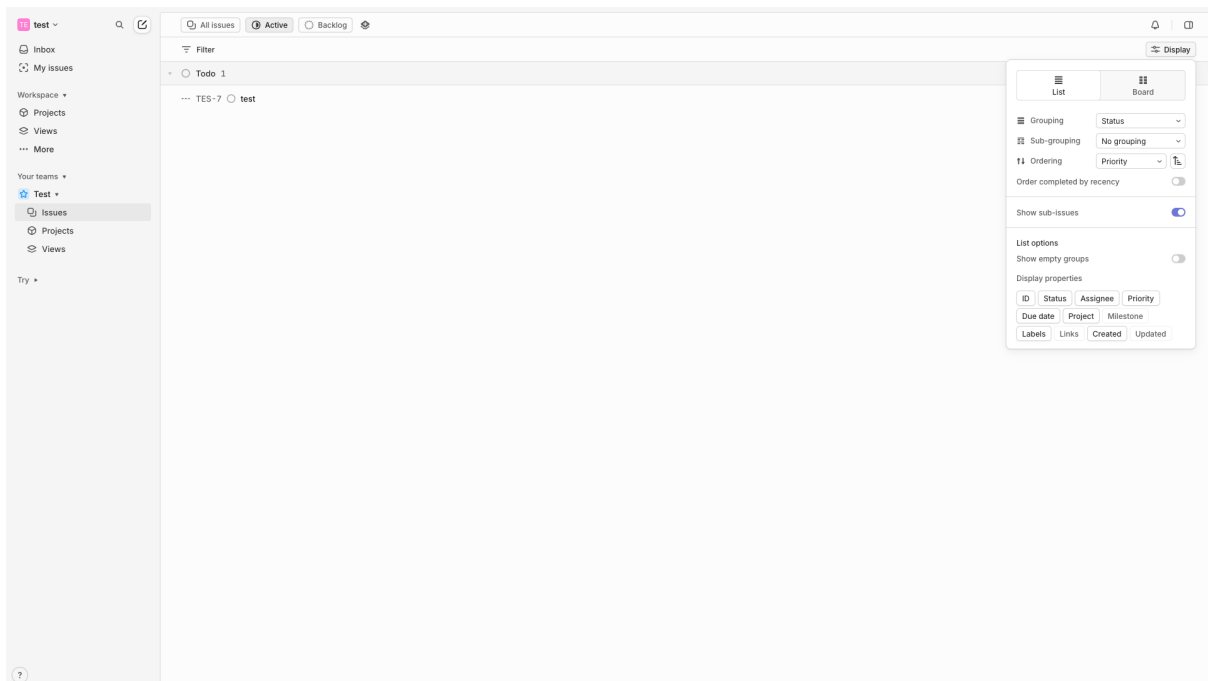 TE test
Inbox
My issues
Workspace
Projects
Views
More
Your teams
Test
Issues
Projects
Views
Try
?
All issues Active Backlog
Filter Display
Todo 1
TES-7 test
List Board
Grouping Status
Sub-grouping No grouping
Ordering Priority
Order completed by recency
Show sub-issues
List options
Show empty groups
Display properties
ID Status Assignee Priority
Due date Project Milestone
Labels Links Created Updated